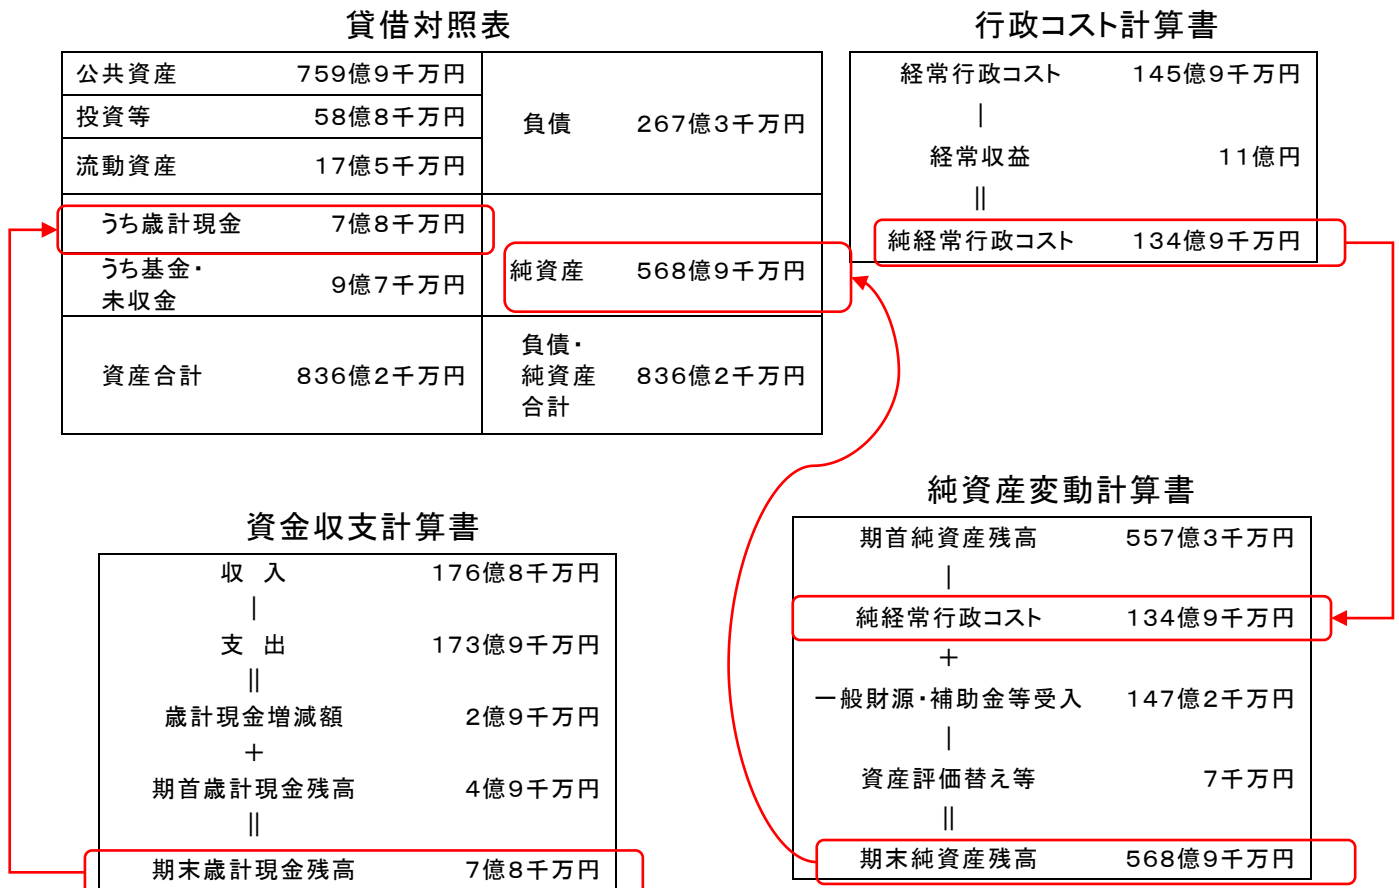 貸借対照表
公共資産 759億9千万円
投資等 58億8千万円
流動資産 17億5千万円
うち歳計現金 7億8千万円
うち基金・
未収金 9億7千万円
資産合計 836億2千万円
負債 267億3千万円
純資産 568億9千万円
負債・
純資産 836億2千万円
合計
行政コスト計算書
経常行政コスト 145億9千万円
|
経常収益 11億円
||
純経常行政コスト 134億9千万円
資金収支計算書
収 入 176億8千万円
|
支 出 173億9千万円
||
歳計現金増減額 2億9千万円
＋
期首歳計現金残高 4億9千万円
||
期末歳計現金残高 7億8千万円
純資産変動計算書
期首純資産残高 557億3千万円
|
純経常行政コスト 134億9千万円
＋
一般財源・補助金等受入 147億2千万円
|
資産評価替え等 7千万円
||
期末純資産残高 568億9千万円